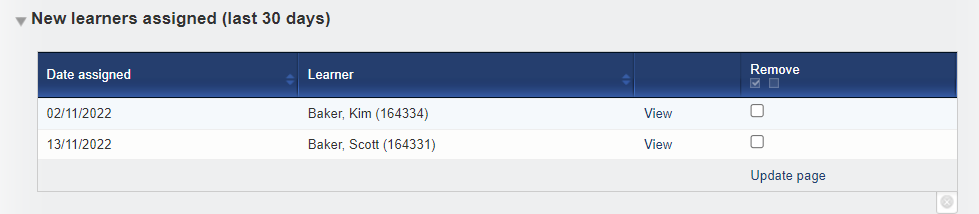 New learners assigned (last 30 days)
Date assigned Learner Remove
02/11/2022 Baker, Kim (164334) View
13/11/2022 Baker, Scott (164331) View
Update page